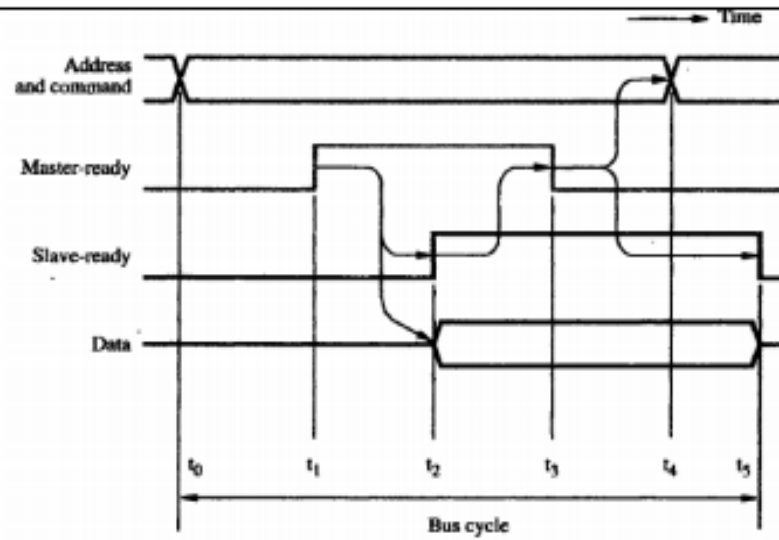 Time
Address
and command
Master-ready
Slave-ready
Data
t0 t1 t2 t3 t4 t5
Bus cycle